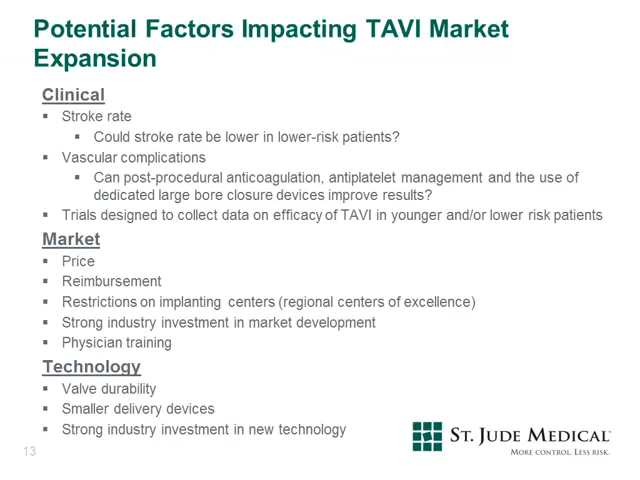 Potential Factors Impacting TAVI Market
Expansion
Clinical
▪ Stroke rate
▪ Could stroke rate be lower in lower-risk patients?
▪ Vascular complications
▪ Can post-procedural anticoagulation, antiplatelet management and the use of
dedicated large bore closure devices improve results?
▪ Trials designed to collect data on efficacy of TAVI in younger and/or lower risk patients
Market
▪ Price
▪ Reimbursement
▪ Restrictions on implanting centers (regional centers of excellence)
▪ Strong industry investment in market development
▪ Physician training
Technology
▪ Valve durability
▪ Smaller delivery devices
▪ Strong industry investment in new technology
13
ST. JUDE MEDICAL™
MORE CONTROL. LESS RISK.